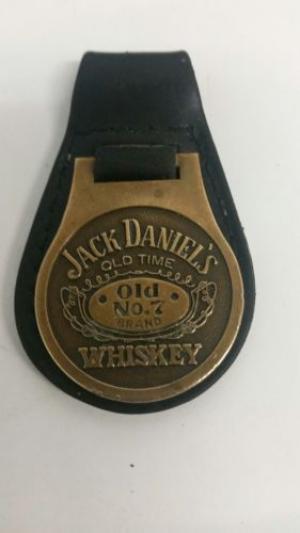 JACK DANIEL'S
OLD TIME
Old
No.7
BRAND
WHISKEY